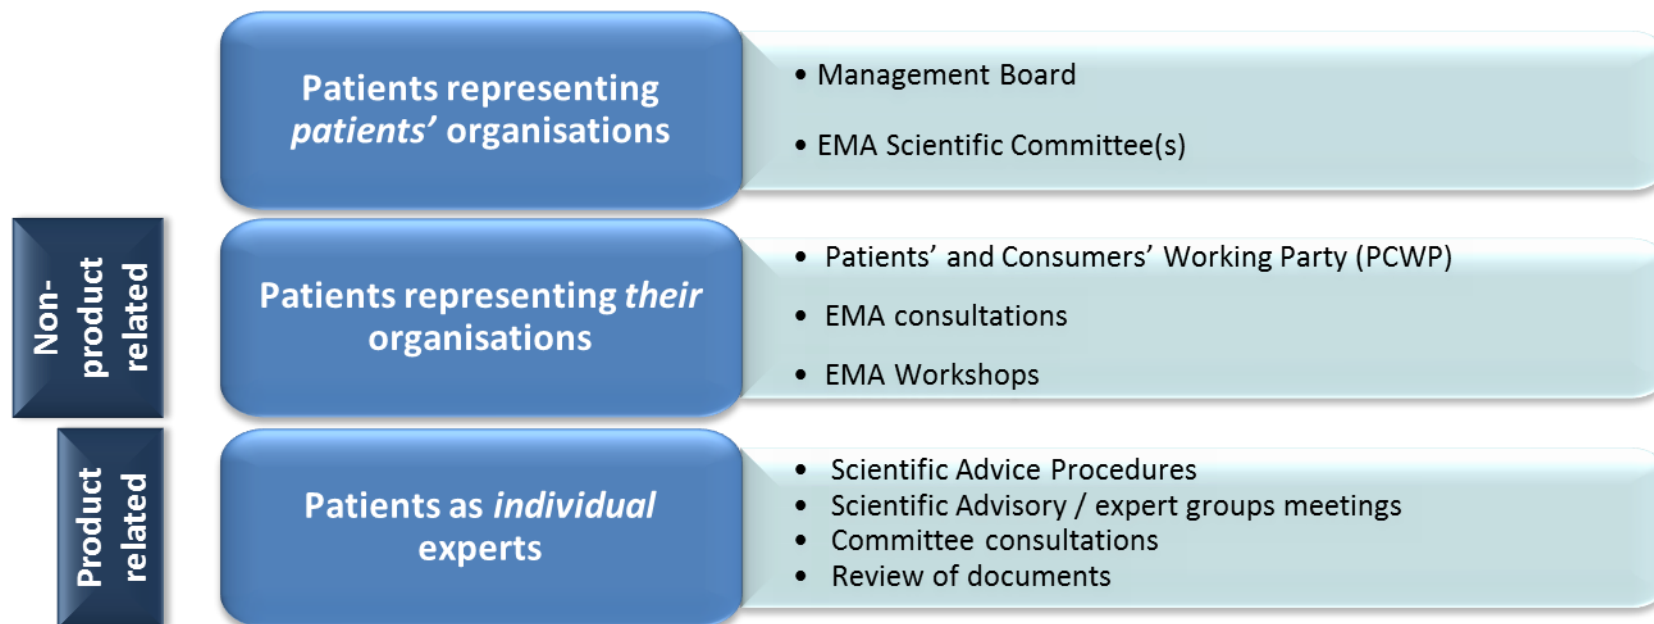 Patients representing
patients’ organisations
• Management Board
• EMA Scientific Committee(s)
Non-
product
related
Patients representing their
organisations
• Patients’ and Consumers’ Working Party (PCWP)
• EMA consultations
• EMA Workshops
Product
related
Patients as individual
experts
• Scientific Advice Procedures
• Scientific Advisory / expert groups meetings
• Committee consultations
• Review of documents